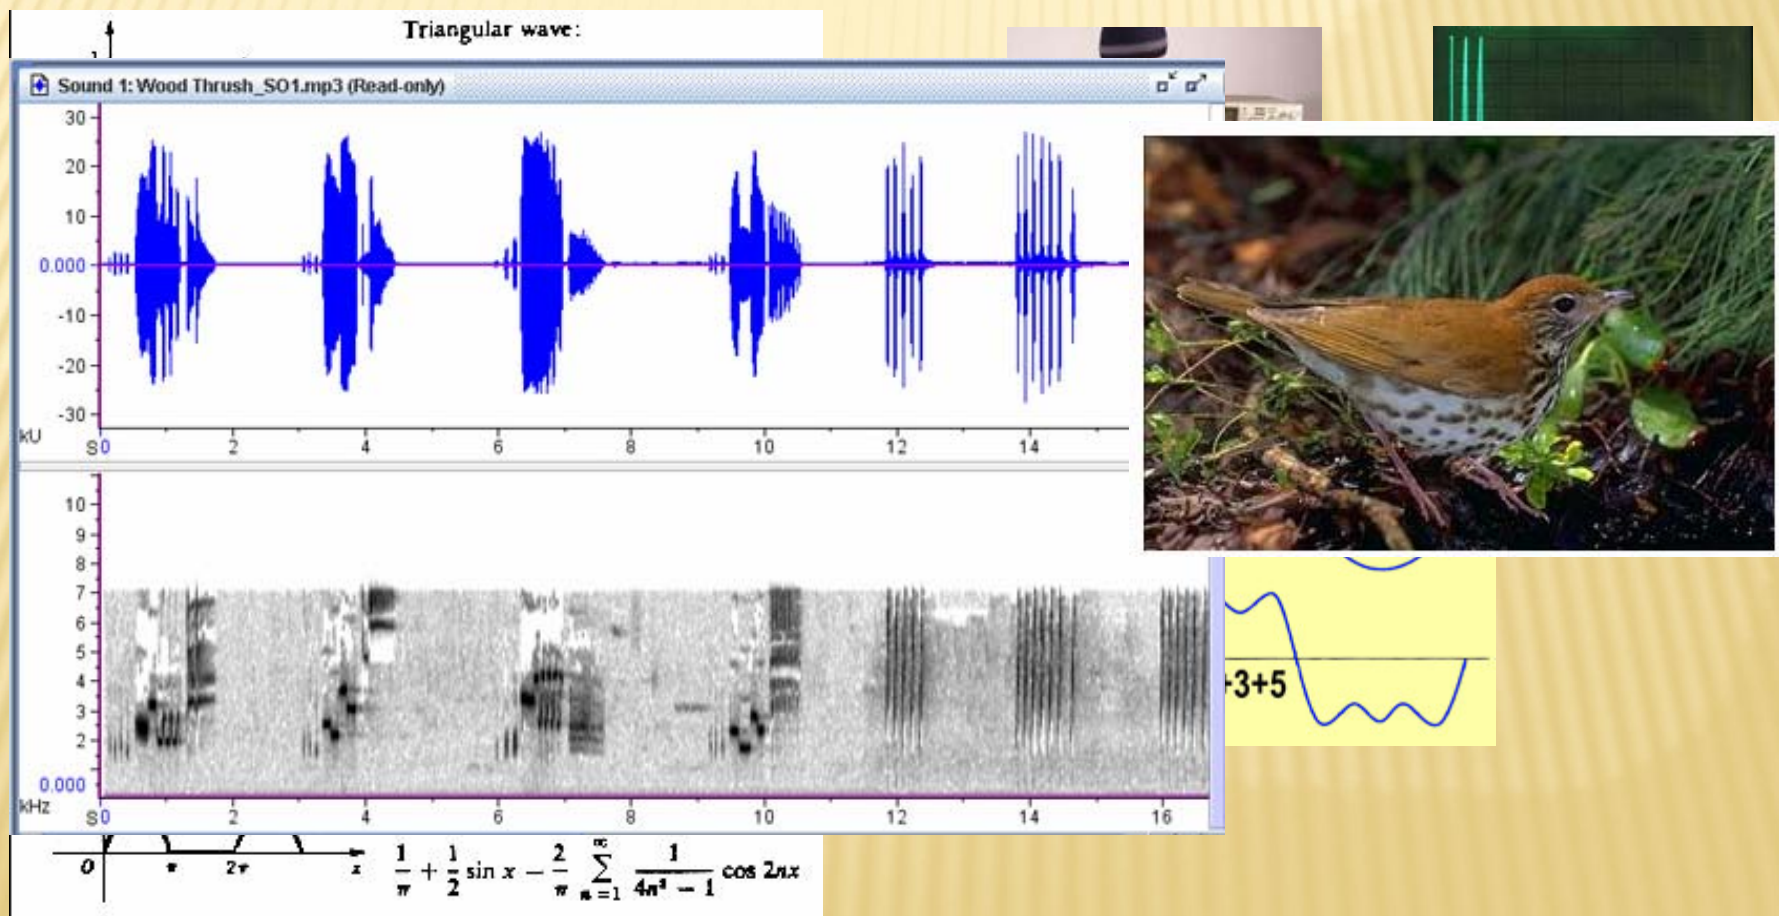 Triangular wave:
1
Sound 1: Wood Thrush_SO1.mp3 (Read-only)
30
20
10
0.000
-10
-20
-30
kU
S0 2 4 6 8 10 12 14
10
9
8
7
6
5
4
3
2
0.000
kHz
S0 2 4 6 8 10 12 14 16
+3+5
O π 2π x
1/π + 1/2 sin x − 2/π ∑ n=1 ∞ 1/(4n² − 1) cos 2nx